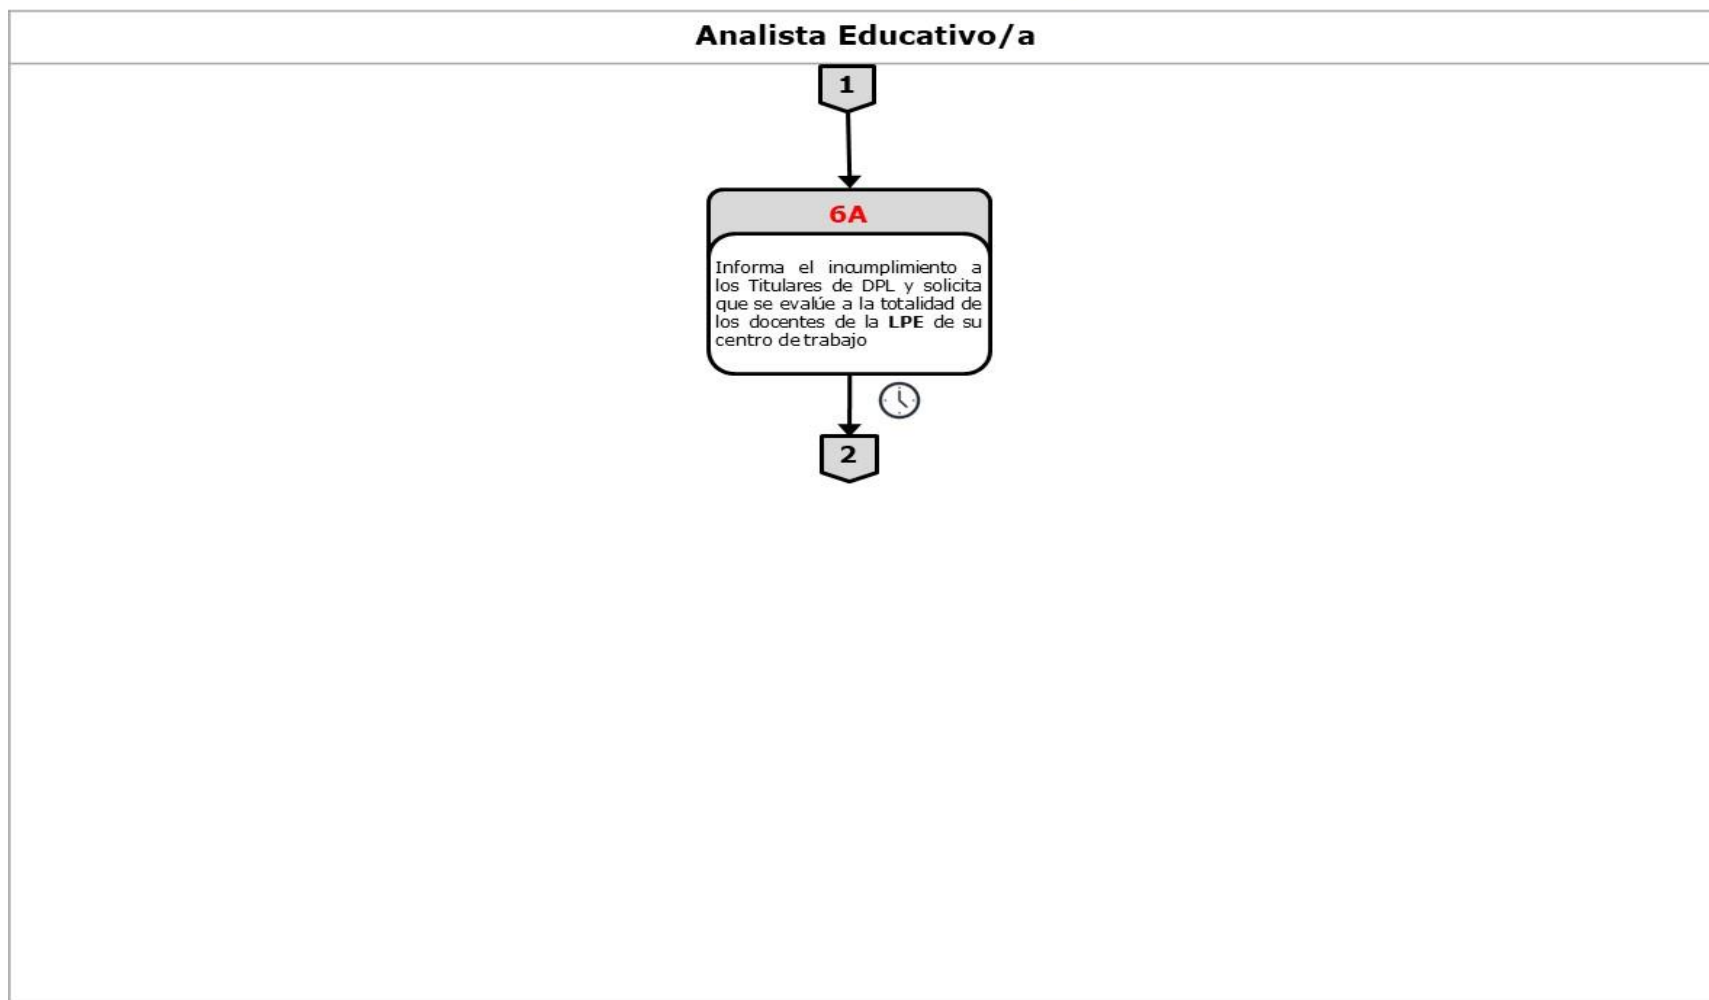 Analista Educativo/a
1
6A
Informa el incumplimiento a
los Titulares de DPL y solicita
que se evalúe a la totalidad de
los docentes de la LPE de su
centro de trabajo
2